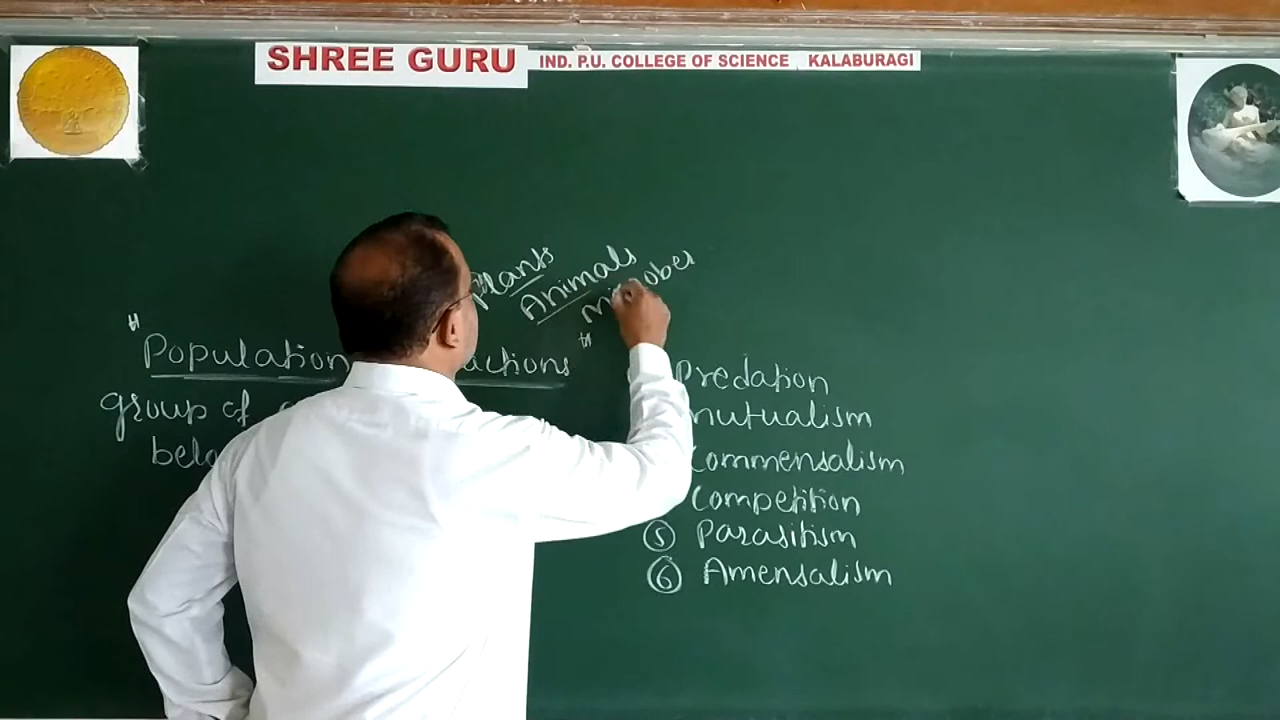 SHREE GURU IND. P.U. COLLEGE OF SCIENCE, KALABURAGI
Plants
Animals
" Population actions "
group of
Predation
mutualism
Commensalism
Competition
5 Parasitism
6 Amensalism